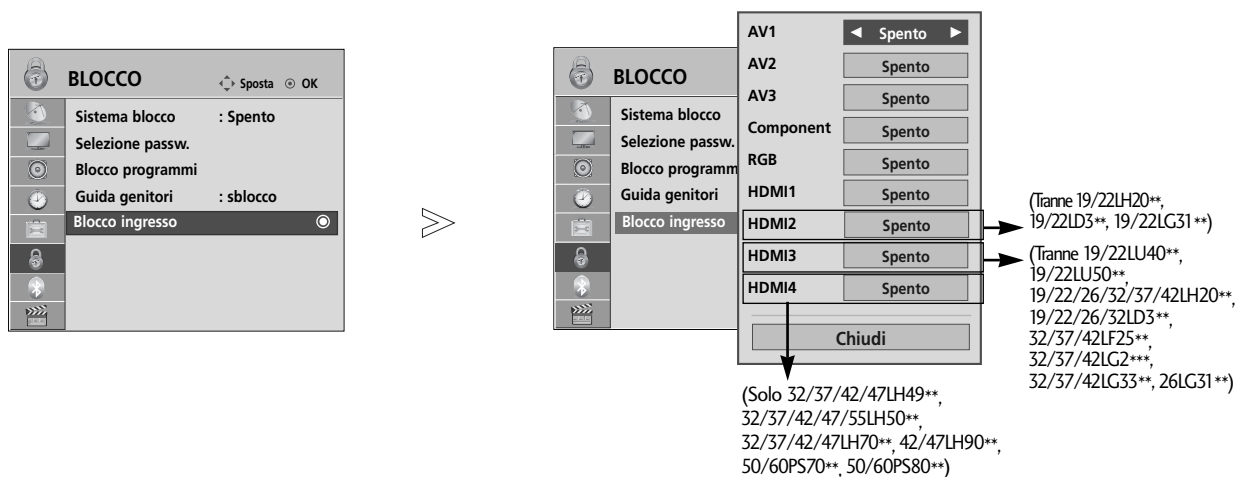 BLOCCO
Sposta OK
Sistema blocco : Spento
Selezione passw.
Blocco programmi
Guida genitori : sblocco
Blocco ingresso
BLOCCO
Sistema blocco
Selezione passw.
Blocco programm
Guida genitori
Blocco ingresso
AV1 Spento
AV2 Spento
AV3 Spento
Component Spento
RGB Spento
HDMI1 Spento
HDMI2 Spento
HDMI3 Spento
HDMI4 Spento
Chiudi
(Tranne 19/22LH20**,
19/22LD3**, 19/22LG31**)
(Tranne 19/22LU40**,
19/22LU50**,
19/22/26/32/37/42LH20**,
19/22/26/32LD3**,
32/37/42LF25**,
32/37/42LG2***,
32/37/42LG33**, 26LG31**)
(Solo 32/37/42/47LH49**,
32/37/42/47/55LH50**,
32/37/42/47LH70**, 42/47LH90**,
50/60PS70**, 50/60PS80**)